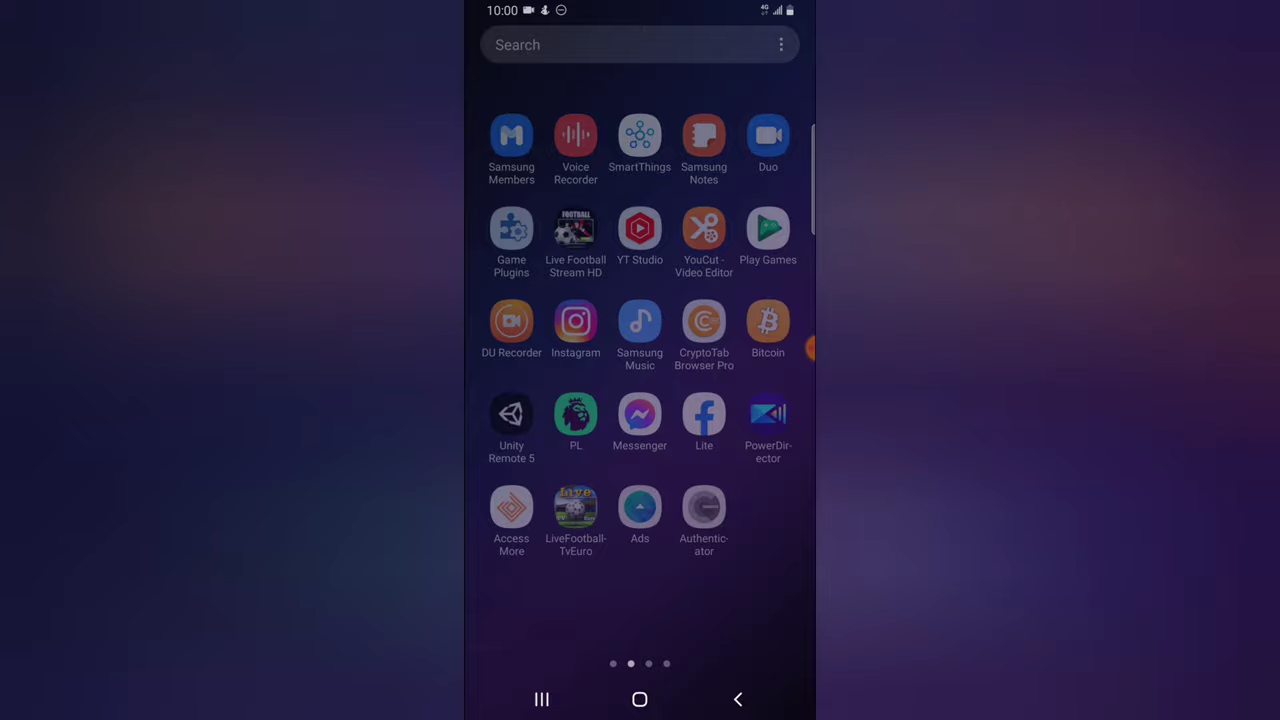 10:00
4G
Search
Samsung Members
Voice Recorder
SmartThings
Samsung Notes
Duo
Game Plugins
FOOTBALL
Live Football Stream HD
YT Studio
YouCut - Video Editor
Play Games
DU Recorder
Instagram
Samsung Music
CryptoTab Browser Pro
Bitcoin
Unity Remote 5
PL
Messenger
Lite
PowerDir-
ector
Access More
Live
LiveFootball-
TvEuro
Ads
Authentic-
ator